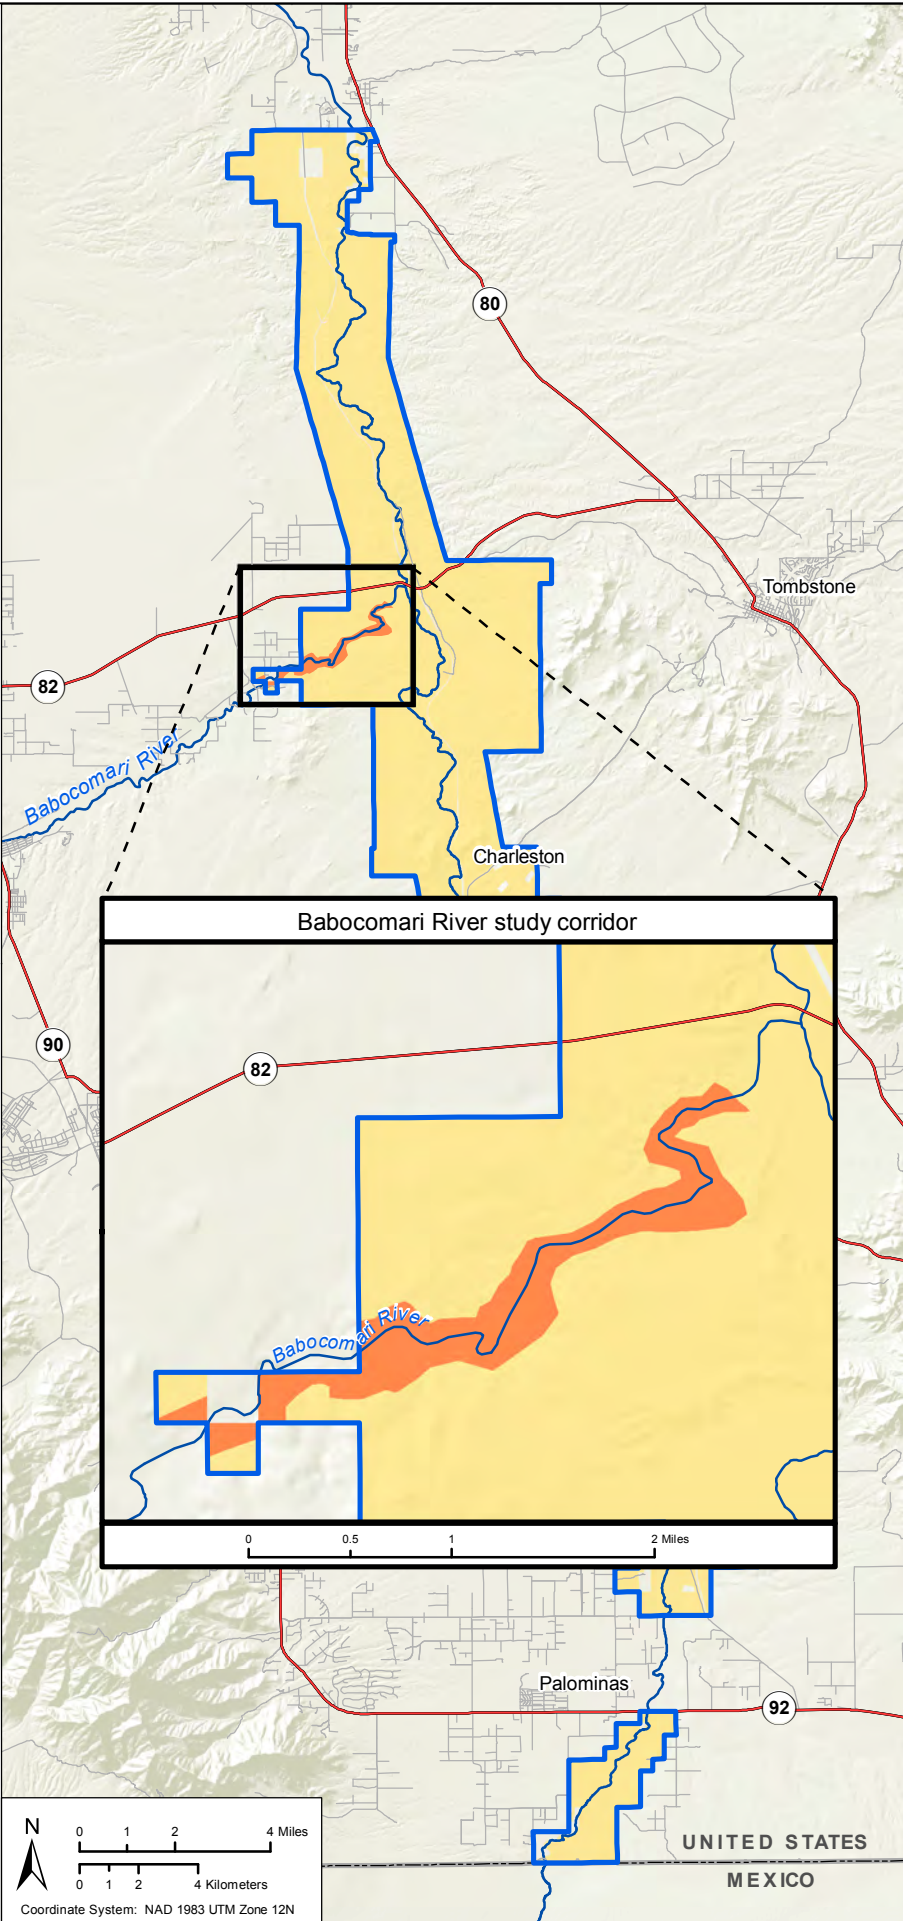 80
Tombstone
82
Babocomari River
Charleston
Babocomari River study corridor
90
82
Babocomari River
0 0.5 1 2 Miles
Palominas
92
N
0 1 2 4 Miles
0 1 2 4 Kilometers
Coordinate System: NAD 1983 UTM Zone 12N
UNITED STATES
MEXICO